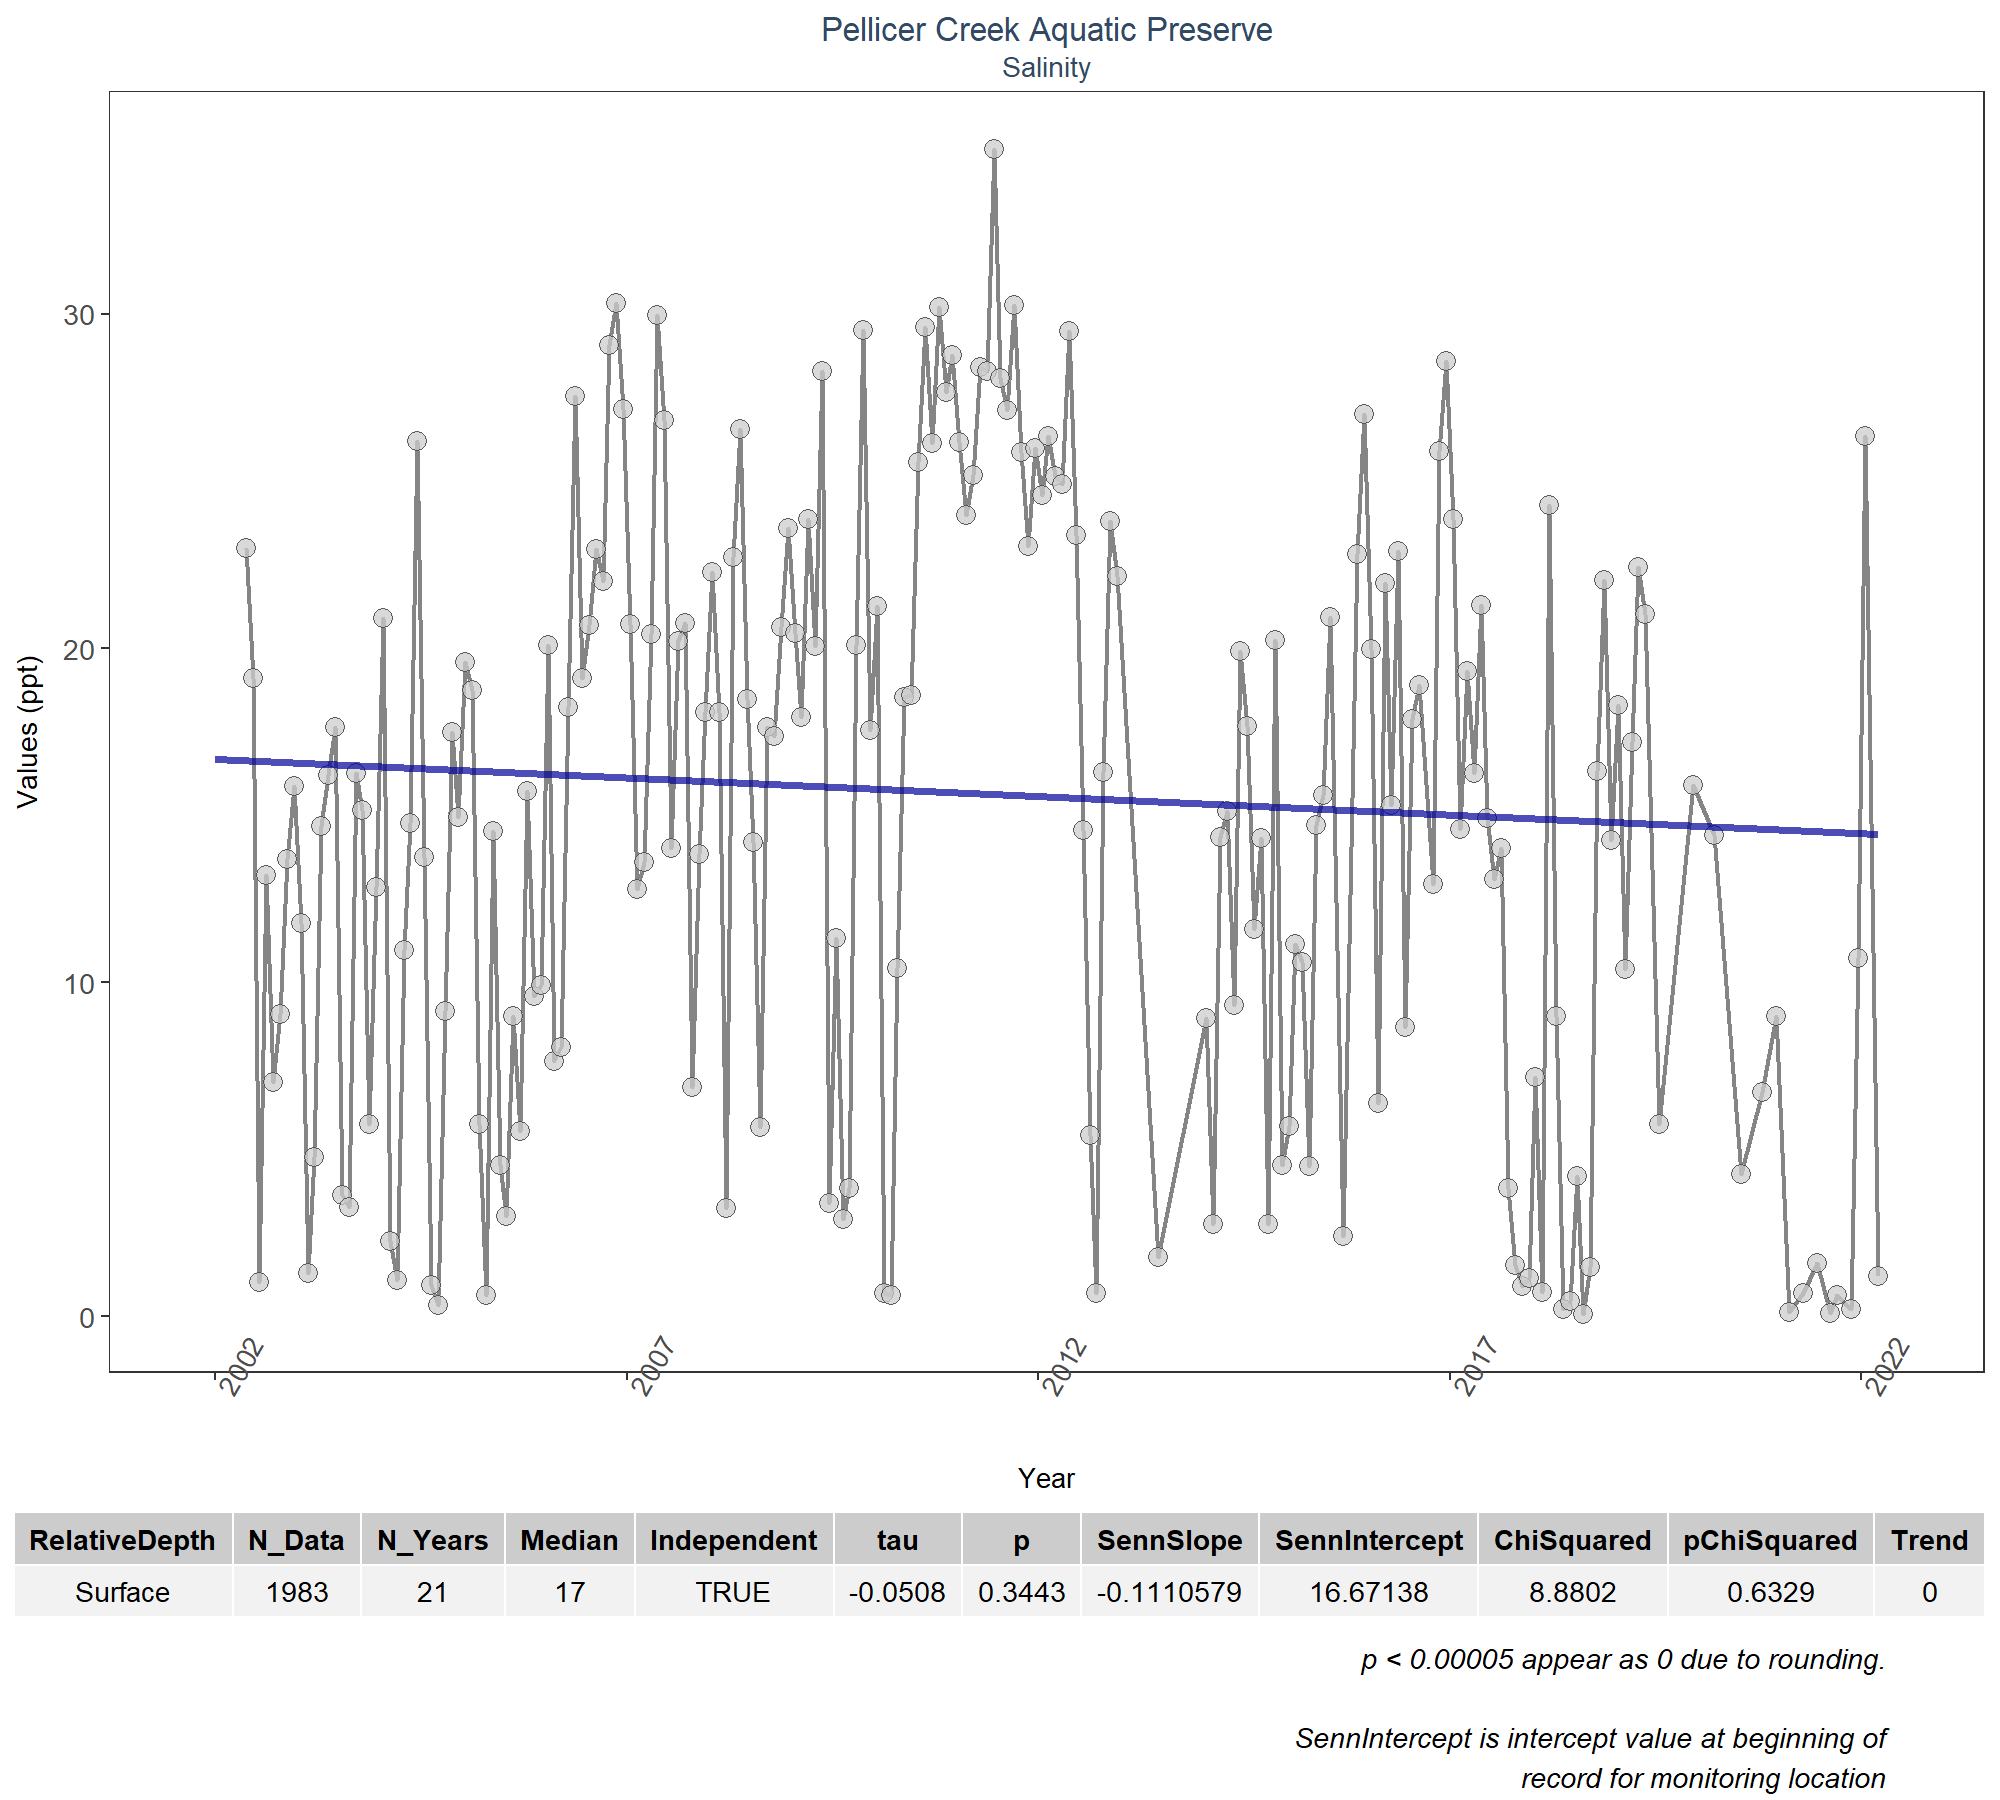 Pellicer Creek Aquatic Preserve
Salinity
Values (ppt)
30
20
10
0
2002 2007 2012 2017 2022
Year
RelativeDepth N_Data N_Years Median Independent tau p SennSlope SennIntercept ChiSquared pChiSquared Trend
Surface 1983 21 17 TRUE -0.0508 0.3443 -0.1110579 16.67138 8.8802 0.6329 0
p < 0.00005 appear as 0 due to rounding.
SennIntercept is intercept value at beginning of
record for monitoring location